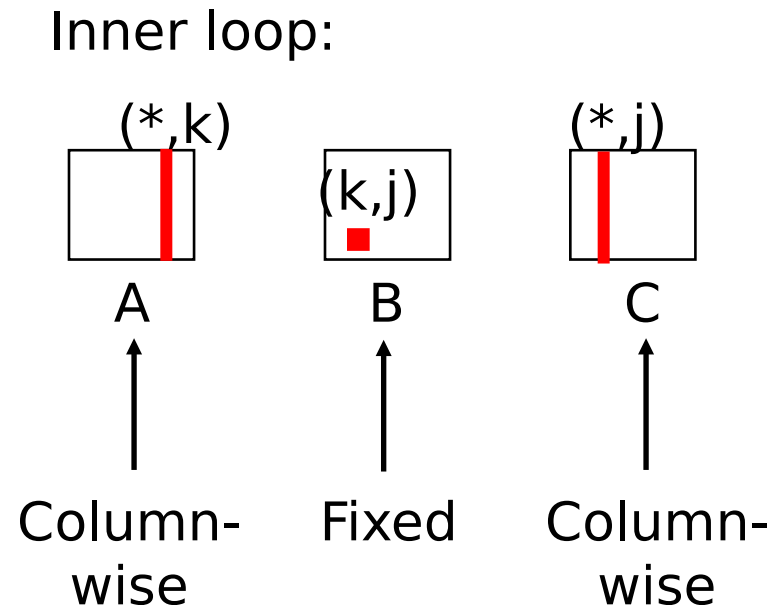 Inner loop:
(*,k)
(*,j)
(k,j)
A
B
C
Column-
wise
Fixed
Column-
wise